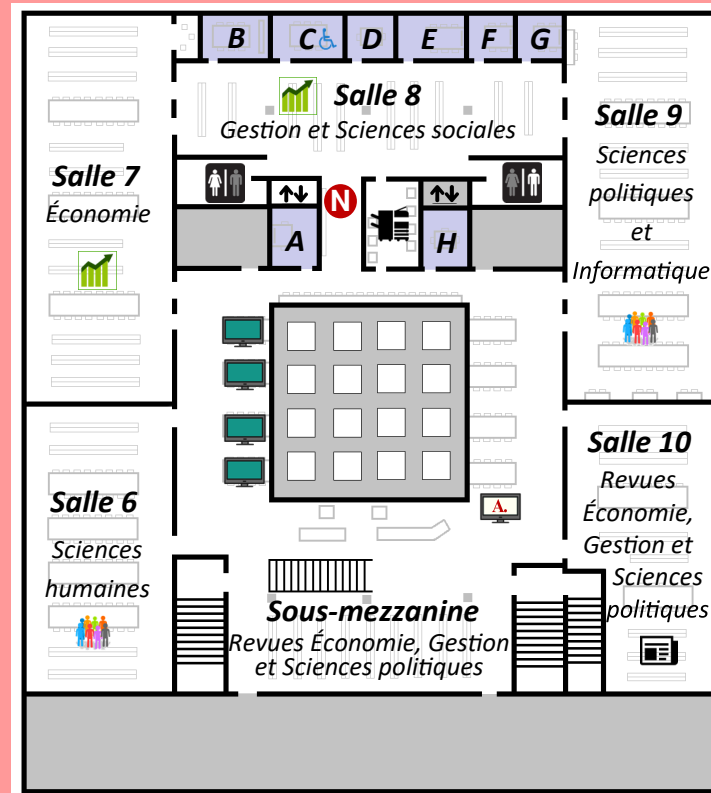 B
C
D
E
F
G
Salle 8
Gestion et Sciences sociales
Salle 9
Sciences
politiques
et
Informatique
Salle 7
Économie
N
A
H
Salle 10
Revues
Économie,
Gestion et
Sciences
politiques
Salle 6
Sciences
humaines
A.
Sous-mezzanine
Revues Économie, Gestion
et Sciences politiques